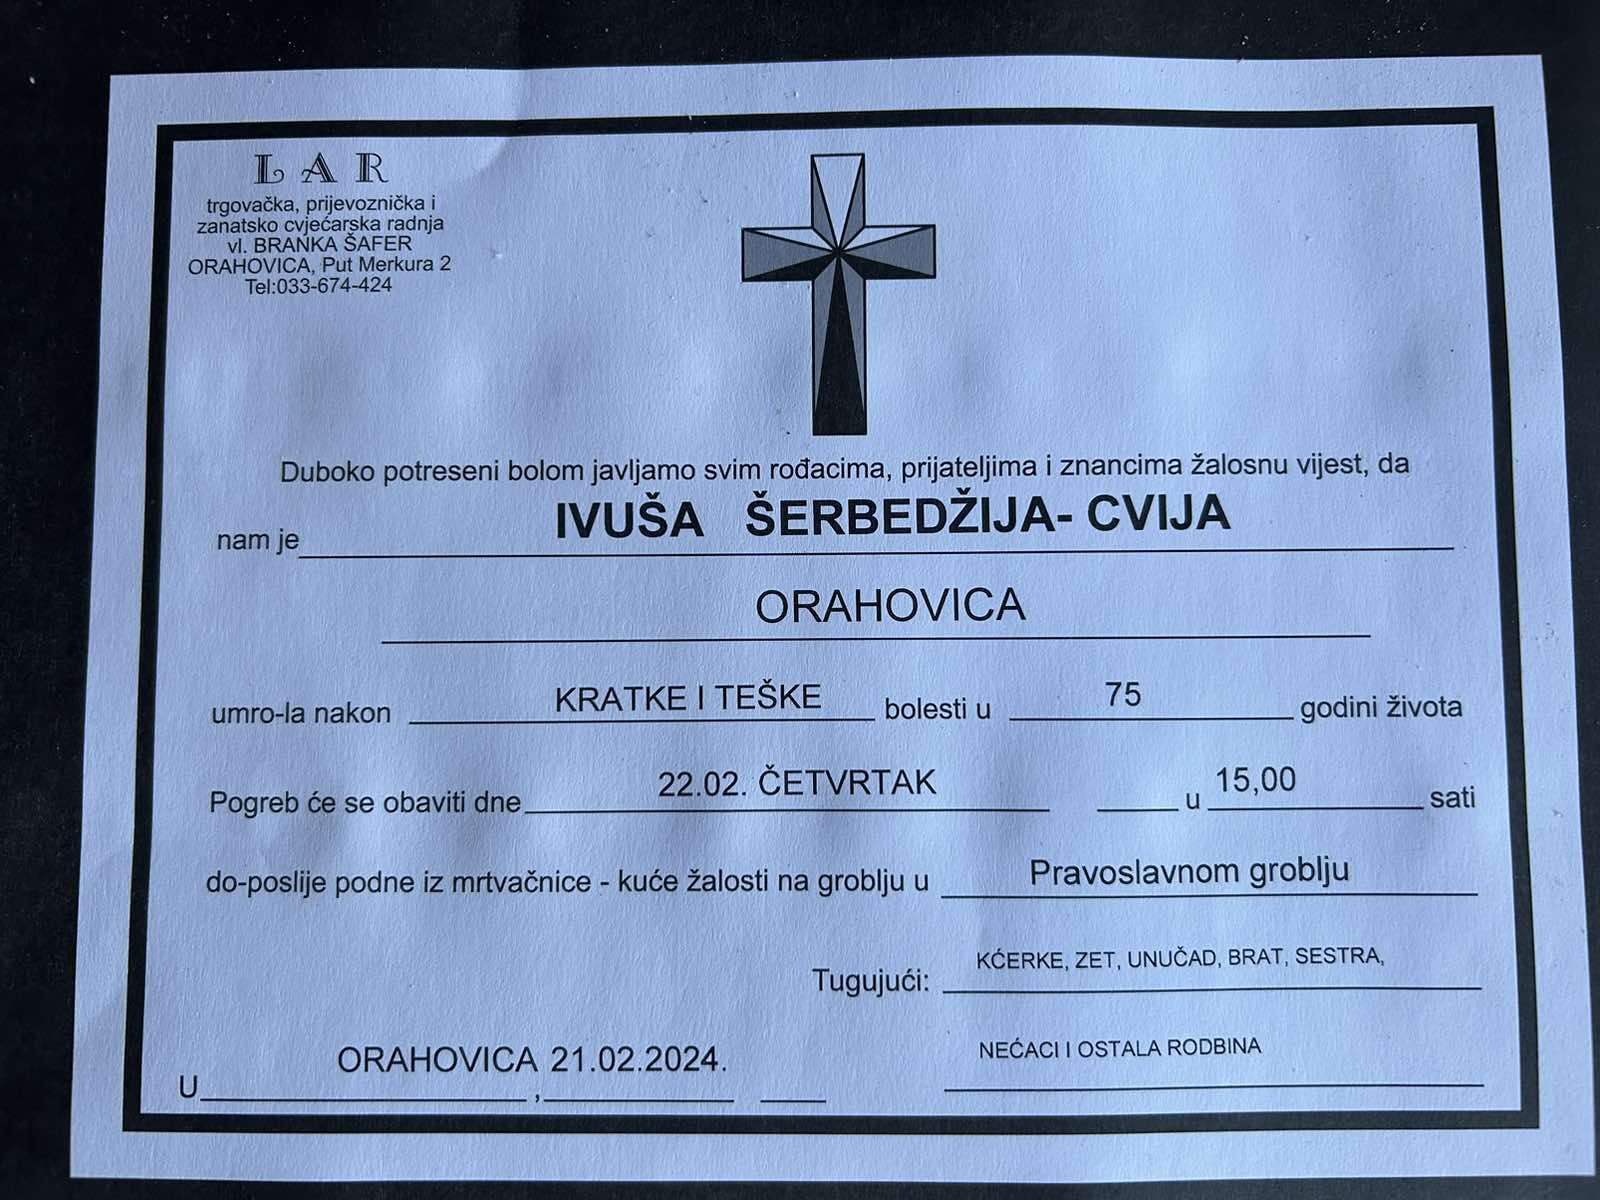 LAR
trgovačka, prijevoznička i
zanatsko cvjećarska radnja
vl. BRANKA ŠAFER
ORAHOVICA, Put Merkura 2
Tel:033-674-424
Duboko potreseni bolom javljamo svim rođacima, prijateljima i znancima žalosnu vijest, da
nam je IVUŠA ŠERBEDŽIJA- CVIJA
ORAHOVICA
umro-la nakon KRATKE I TEŠKE bolesti u 75 godini života
Pogreb će se obaviti dne 22.02. ČETVRTAK u 15,00 sati
do-poslije podne iz mrtvačnice - kuće žalosti na groblju u Pravoslavnom groblju
Tugujući: KĆERKE, ZET, UNUČAD, BRAT, SESTRA,
NEĆACI I OSTALA RODBINA
U ORAHOVICA 21.02.2024. ,